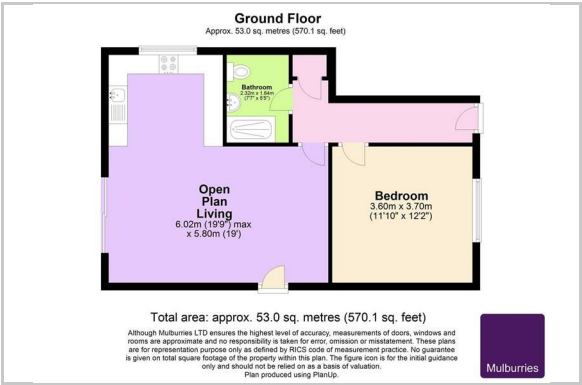 Ground Floor
Approx. 53.0 sq. metres (570.1 sq. feet)
Bathroom
2.32m x 1.64m
(7'7" x 5'5")
Open
Plan
Living
6.02m (19'9") max
x 5.80m (19')
Bedroom
3.60m x 3.70m
(11'10" x 12'2")
Total area: approx. 53.0 sq. metres (570.1 sq. feet)
Although Mulburries LTD ensures the highest level of accuracy, measurements of doors, windows and
rooms are approximate and no responsibility is taken for error, omission or misstatement. These plans
are for representation purpose only as defined by RICS code of measurement practice. No guarantee
is given on total square footage of the property within this plan. The figure icon is for the initial guidance
only and should not be relied on as a basis of valuation.
Plan produced using PlanUp.
Mulburries